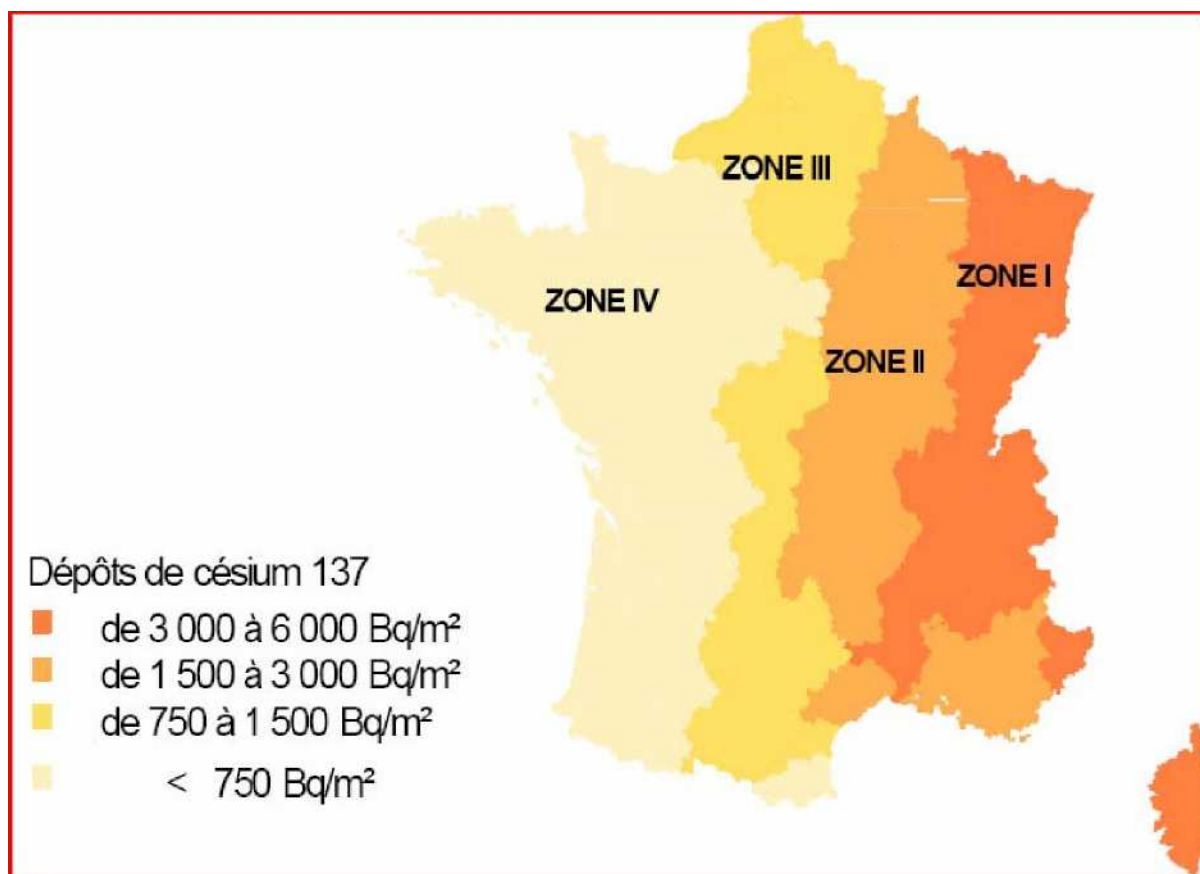 ZONE III
ZONE I
ZONE IV
ZONE II
Dépôts de césium 137
de 3 000 à 6 000 Bq/m²
de 1 500 à 3 000 Bq/m²
de 750 à 1 500 Bq/m²
< 750 Bq/m²